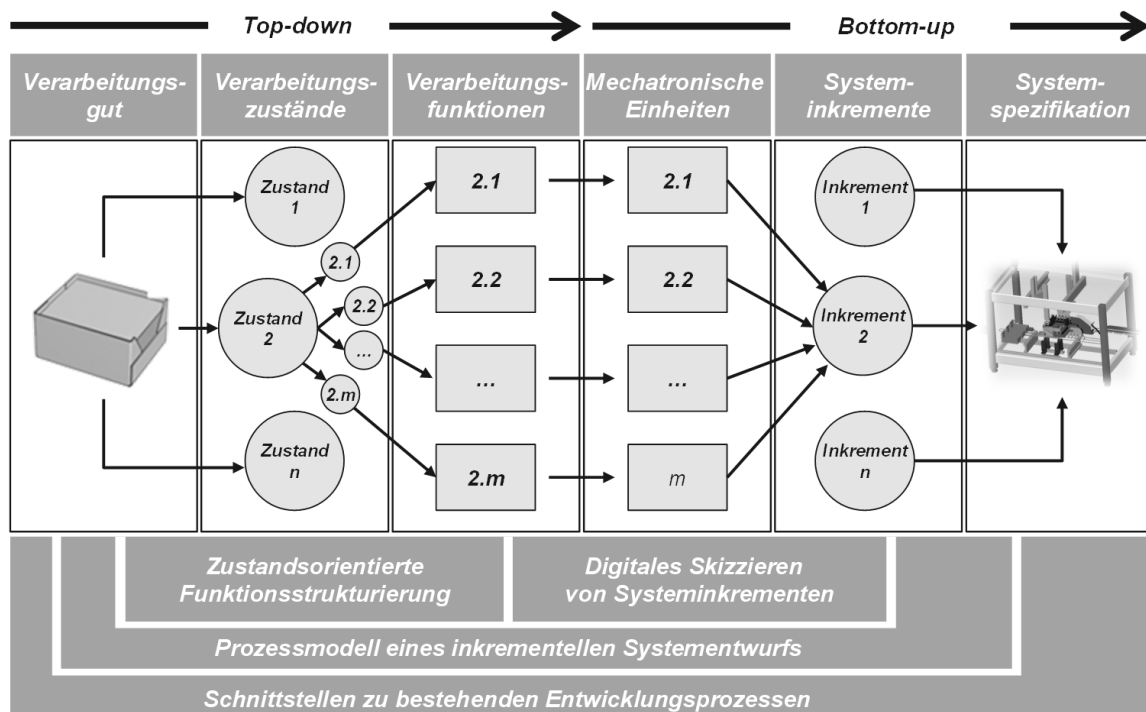 Top-down
Bottom-up
Verarbeitungs-
gut
Verarbeitungs-
zustände
Verarbeitungs-
funktionen
Mechatronische
Einheiten
System-
inkremente
System-
spezifikation
Zustand
1
Zustand
2
Zustand
n
2.1
2.2
...
2.m
2.1
2.2
...
2.m
2.1
2.2
...
m
Inkrement
1
Inkrement
2
Inkrement
n
Zustandsorientierte
Funktionsstrukturierung
Digitales Skizzieren
von Systeminkrementen
Prozessmodell eines inkrementellen Systementwurfs
Schnittstellen zu bestehenden Entwicklungsprozessen